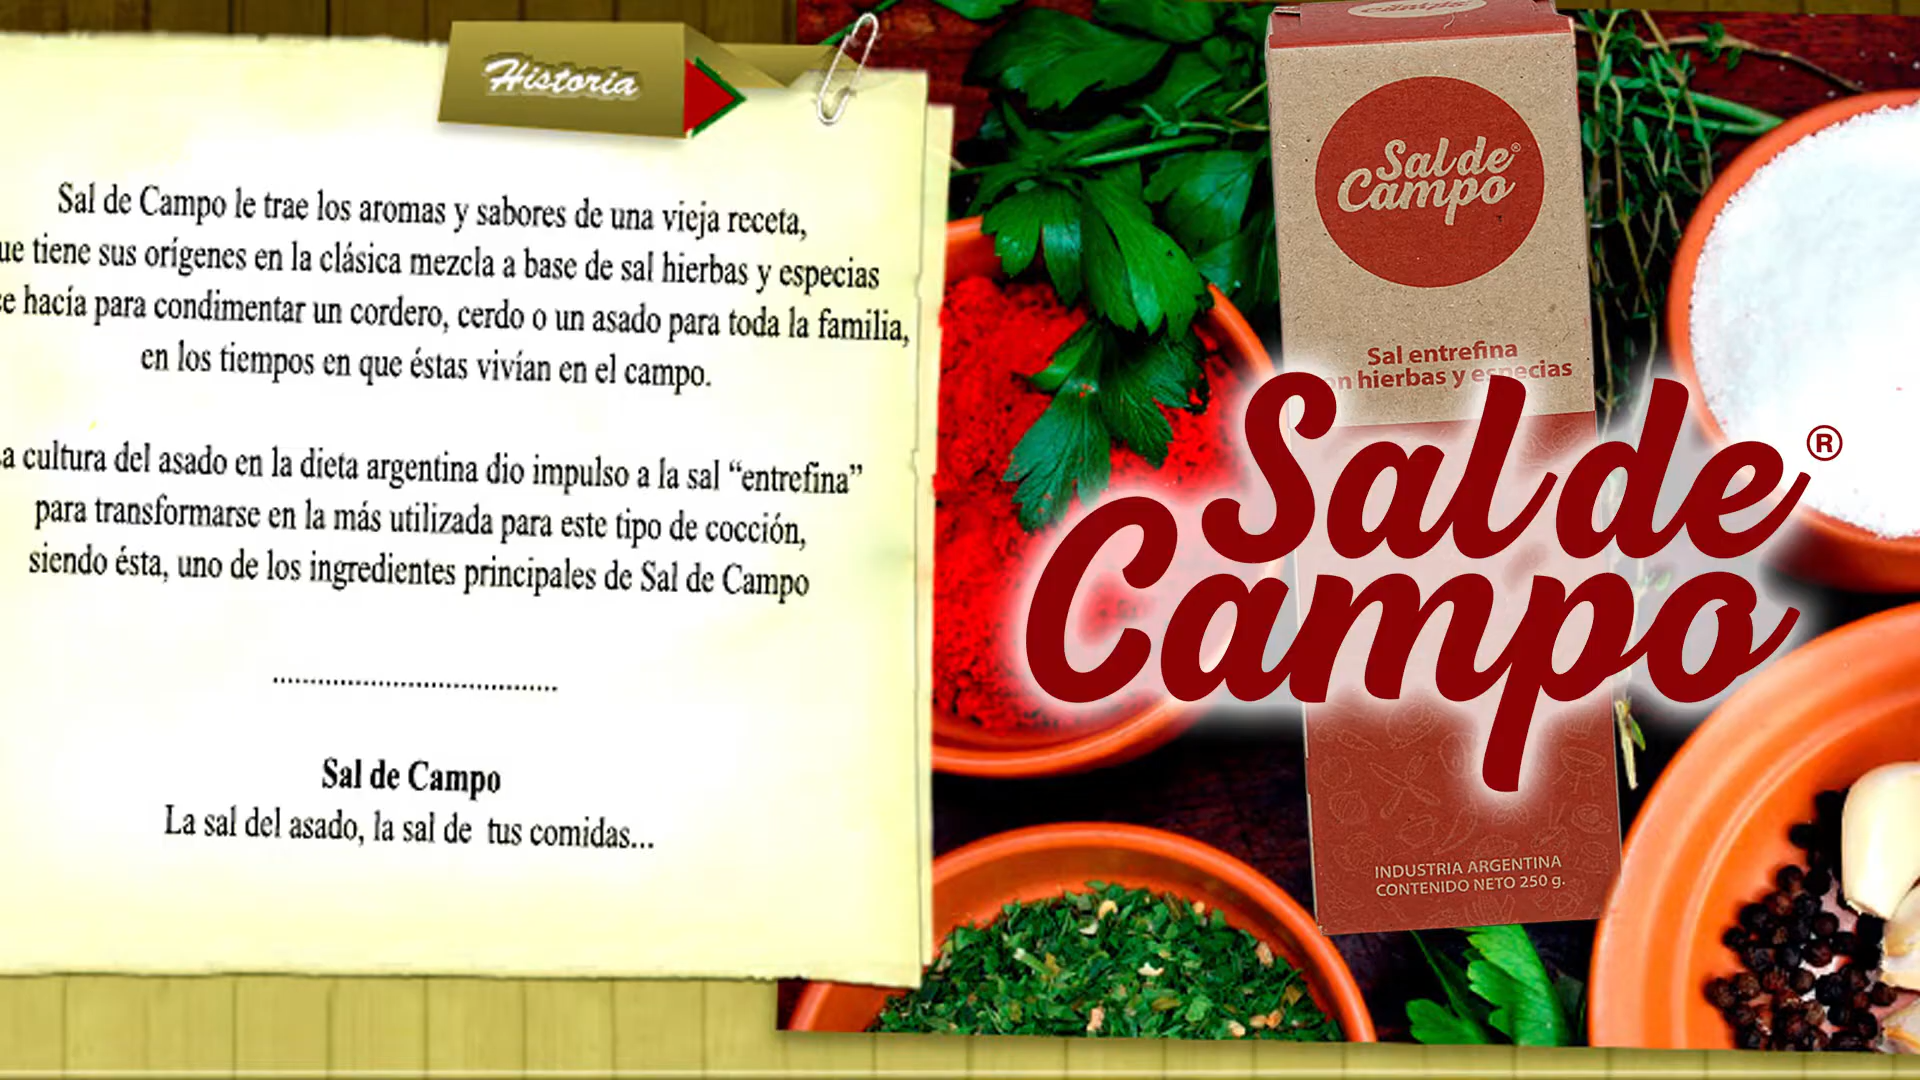 Historia
Sal de Campo le trae los aromas y sabores de una vieja receta,
ue tiene sus orígenes en la clásica mezcla a base de sal hierbas y especias
e hacía para condimentar un cordero, cerdo o un asado para toda la familia,
en los tiempos en que éstas vivían en el campo.
a cultura del asado en la dieta argentina dio impulso a la sal “entrefina”
para transformarse en la más utilizada para este tipo de cocción,
siendo ésta, uno de los ingredientes principales de Sal de Campo
Sal de Campo
La sal del asado, la sal de tus comidas...
Sal de
Campo®
Sal entrefina
on hierbas y especias
Sal de®
Campo
INDUSTRIA ARGENTINA
CONTENIDO NETO 250 g.